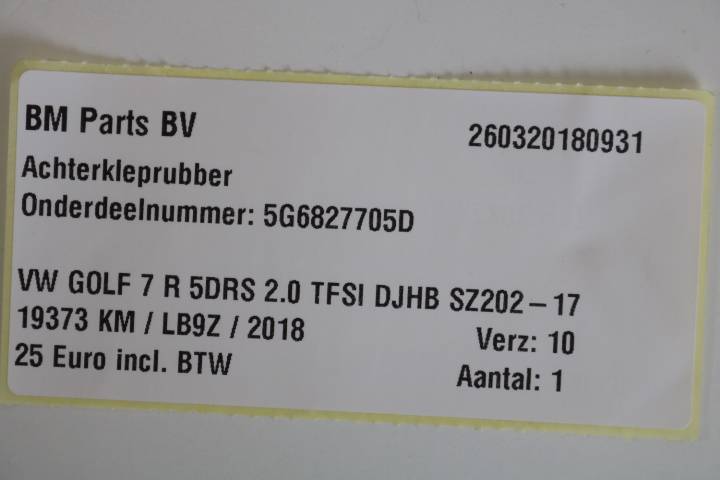 BM Parts BV 260320180931
Achterkleprubber
Onderdeelnummer: 5G6827705D
VW GOLF 7 R 5DRS 2.0 TFSI DJHB SZ202–17
19373 KM / LB9Z / 2018 Verz: 10
25 Euro incl. BTW Aantal: 1